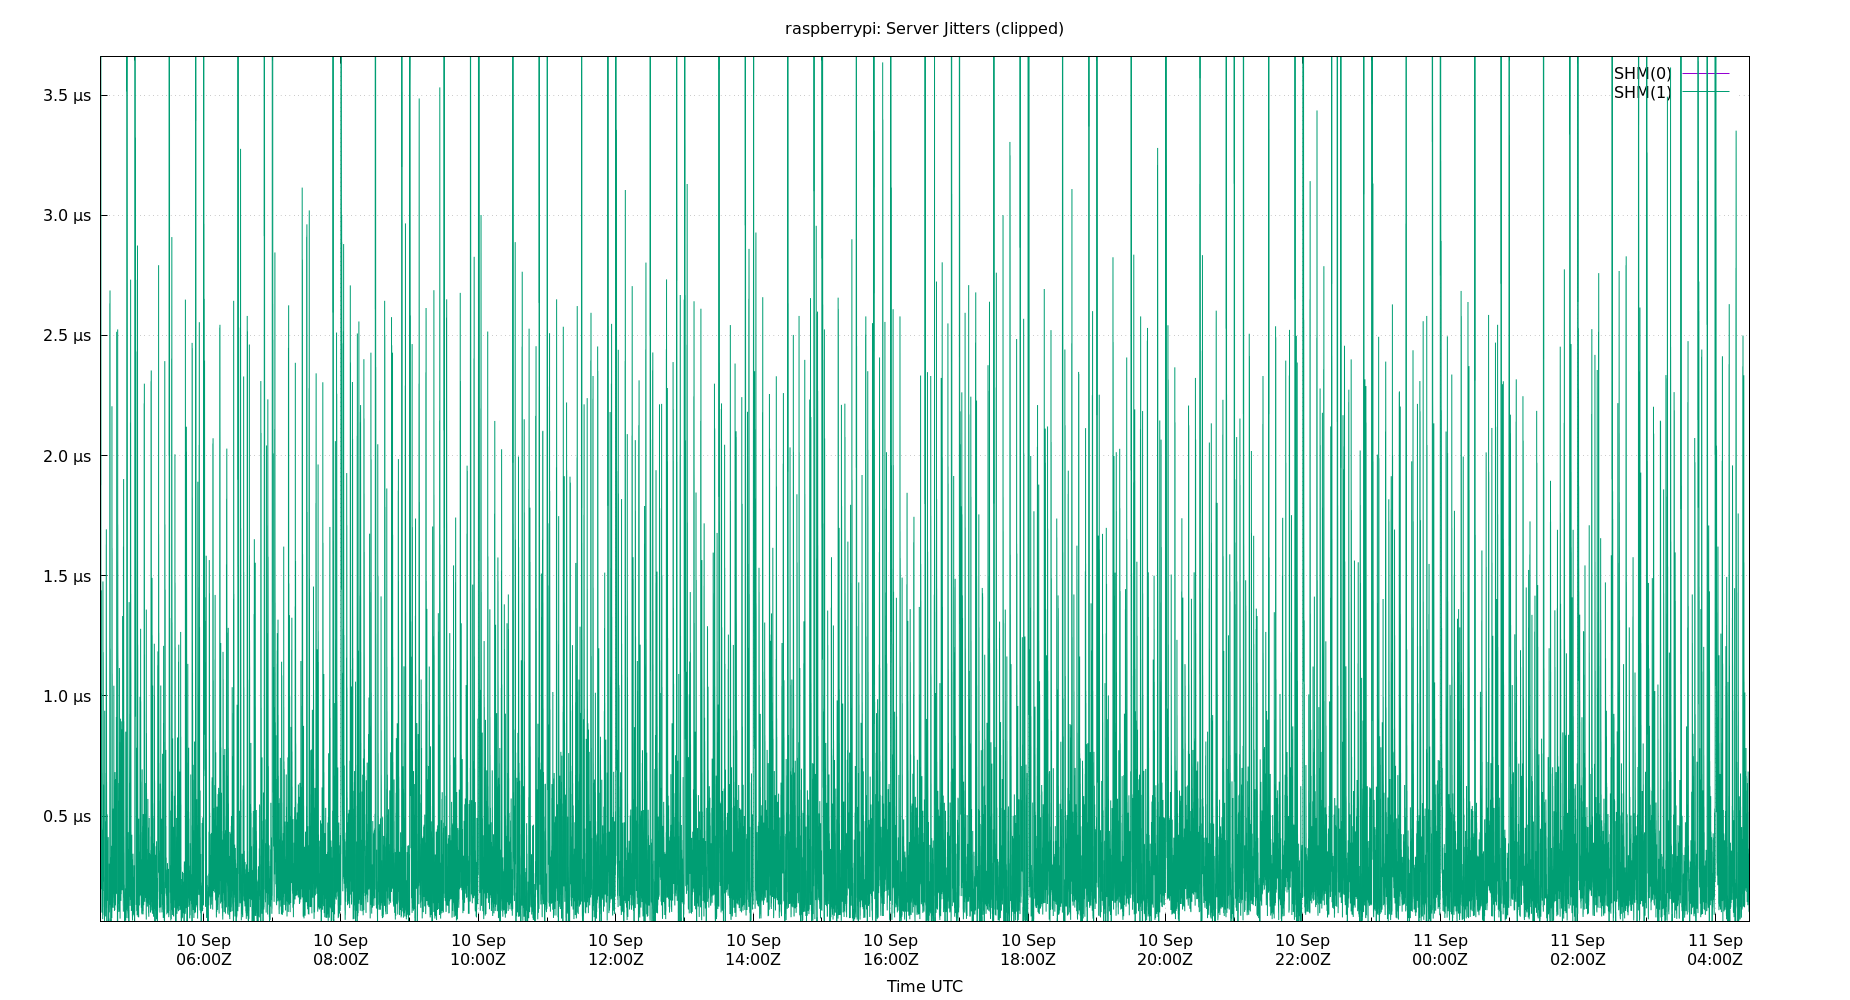 raspberrypi: Server Jitters (clipped)
SHM(0)
SHM(1)
3.5 µs
3.0 µs
2.5 µs
2.0 µs
1.5 µs
1.0 µs
0.5 µs
10 Sep 10 Sep 10 Sep 10 Sep 10 Sep 10 Sep 10 Sep 10 Sep 10 Sep 11 Sep 11 Sep 11 Sep
06:00Z 08:00Z 10:00Z 12:00Z 14:00Z 16:00Z 18:00Z 20:00Z 22:00Z 00:00Z 02:00Z 04:00Z
Time UTC